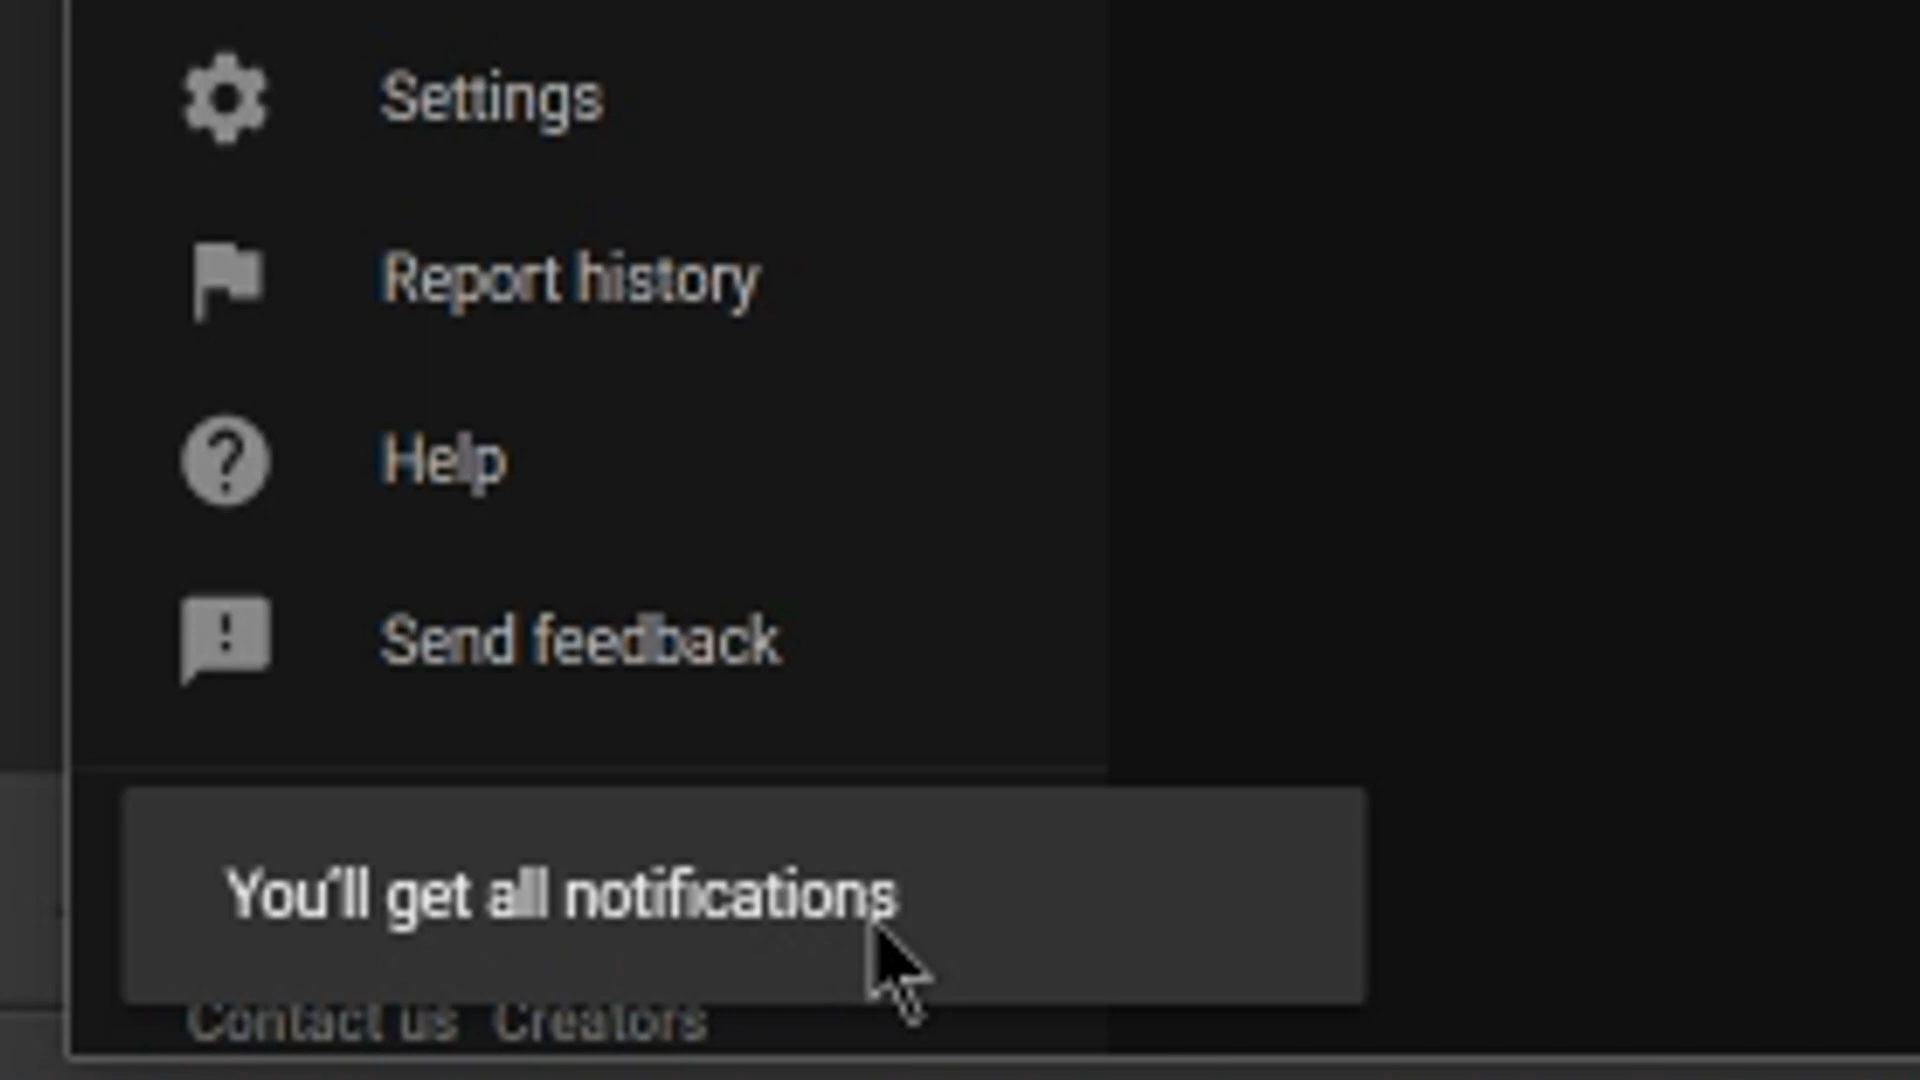 Settings
Report history
Help
Send feedback
You'll get all notifications
Contact us Creators